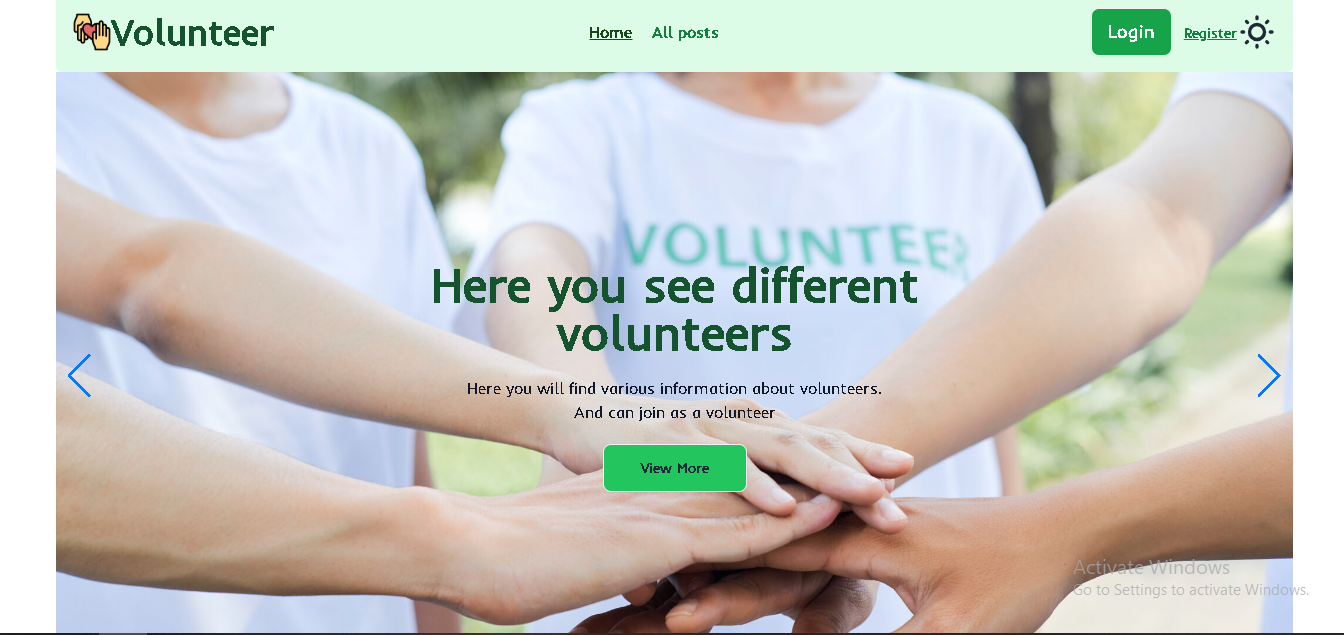 Volunteer
Home All posts
Login Register
VOLUNTEER
Here you see different
volunteers
Here you will find various information about volunteers.
And can join as a volunteer
View More
Activate Windows
Go to Settings to activate Windows.